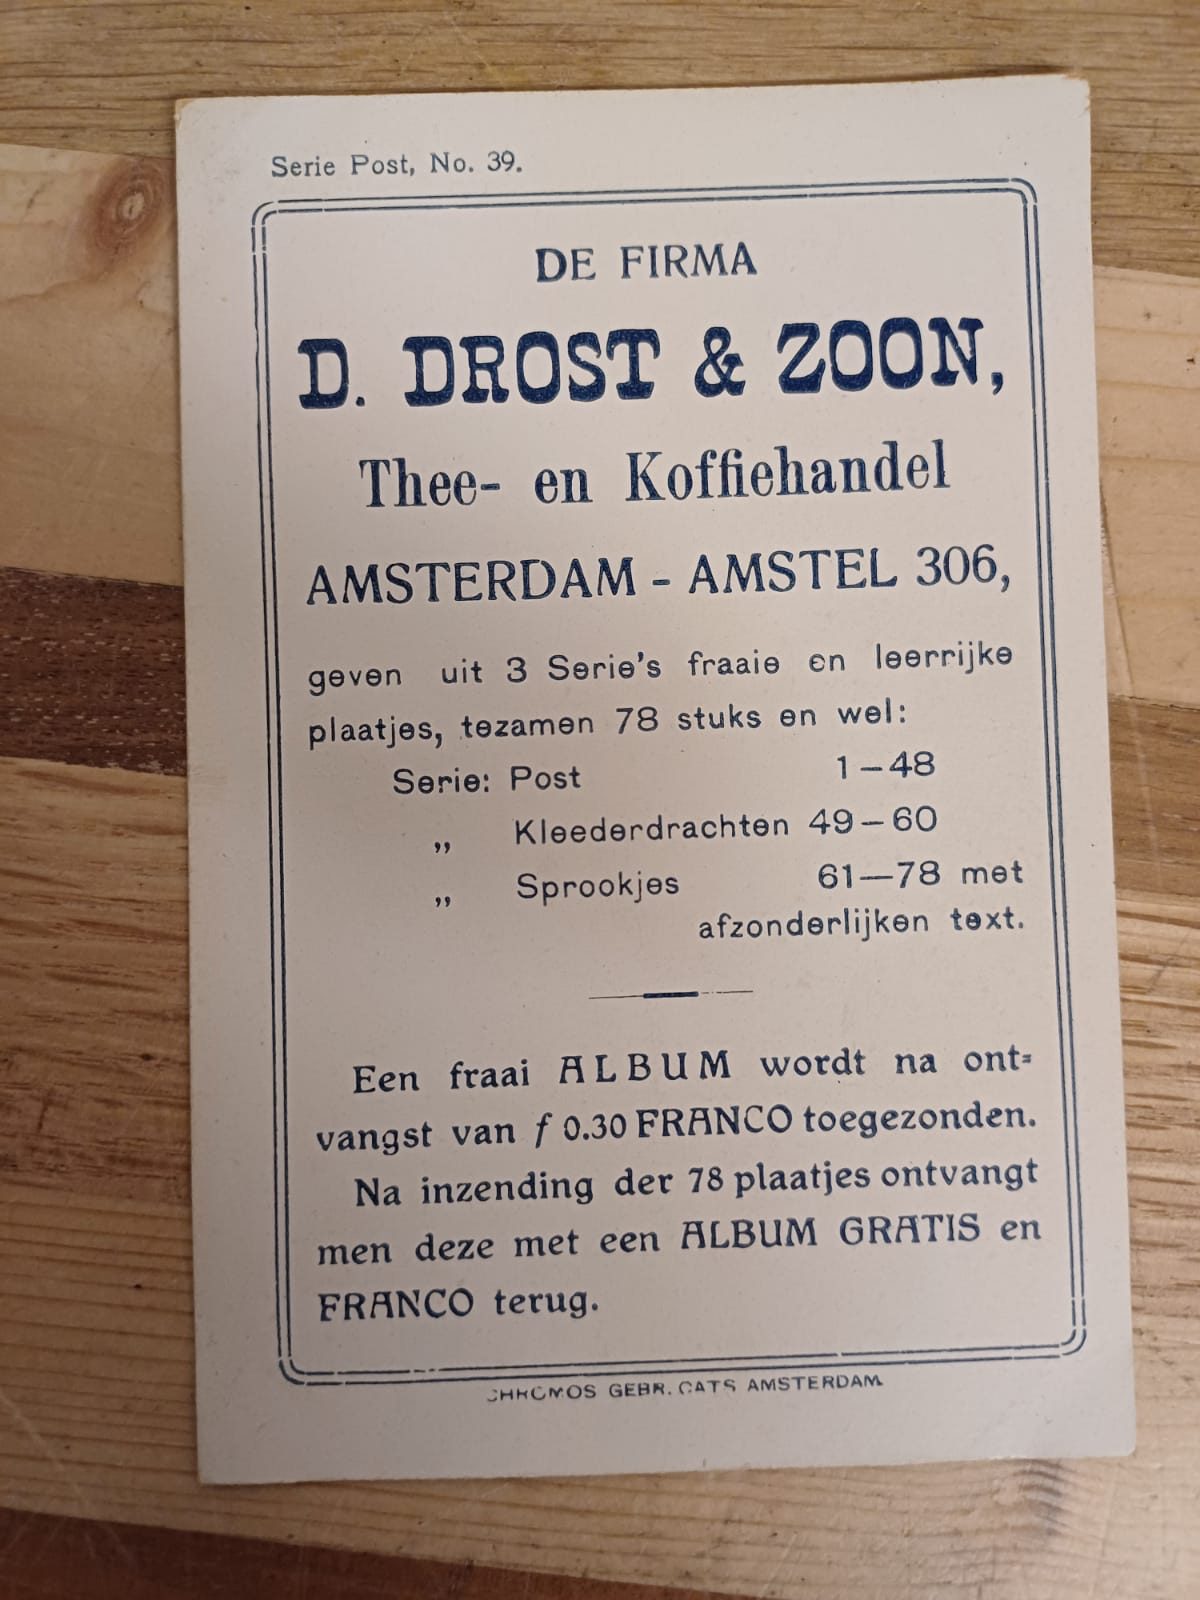 Serie Post, No. 39.
DE FIRMA
D. DROST & ZOON,
Thee- en Koffiehandel
AMSTERDAM - AMSTEL 306,
geven uit 3 Serie's fraaie en leerrijke
plaatjes, tezamen 78 stuks en wel:
Serie: Post 1-48
„ Kleederdrachten 49-60
„ Sprookjes 61—78 met
afzonderlijken text.
Een fraai ALBUM wordt na ont=
vangst van f 0.30 FRANCO toegezonden.
Na inzending der 78 plaatjes ontvangt
men deze met een ALBUM GRATIS en
FRANCO terug.
CHROMOS GEBR. CATS AMSTERDAM